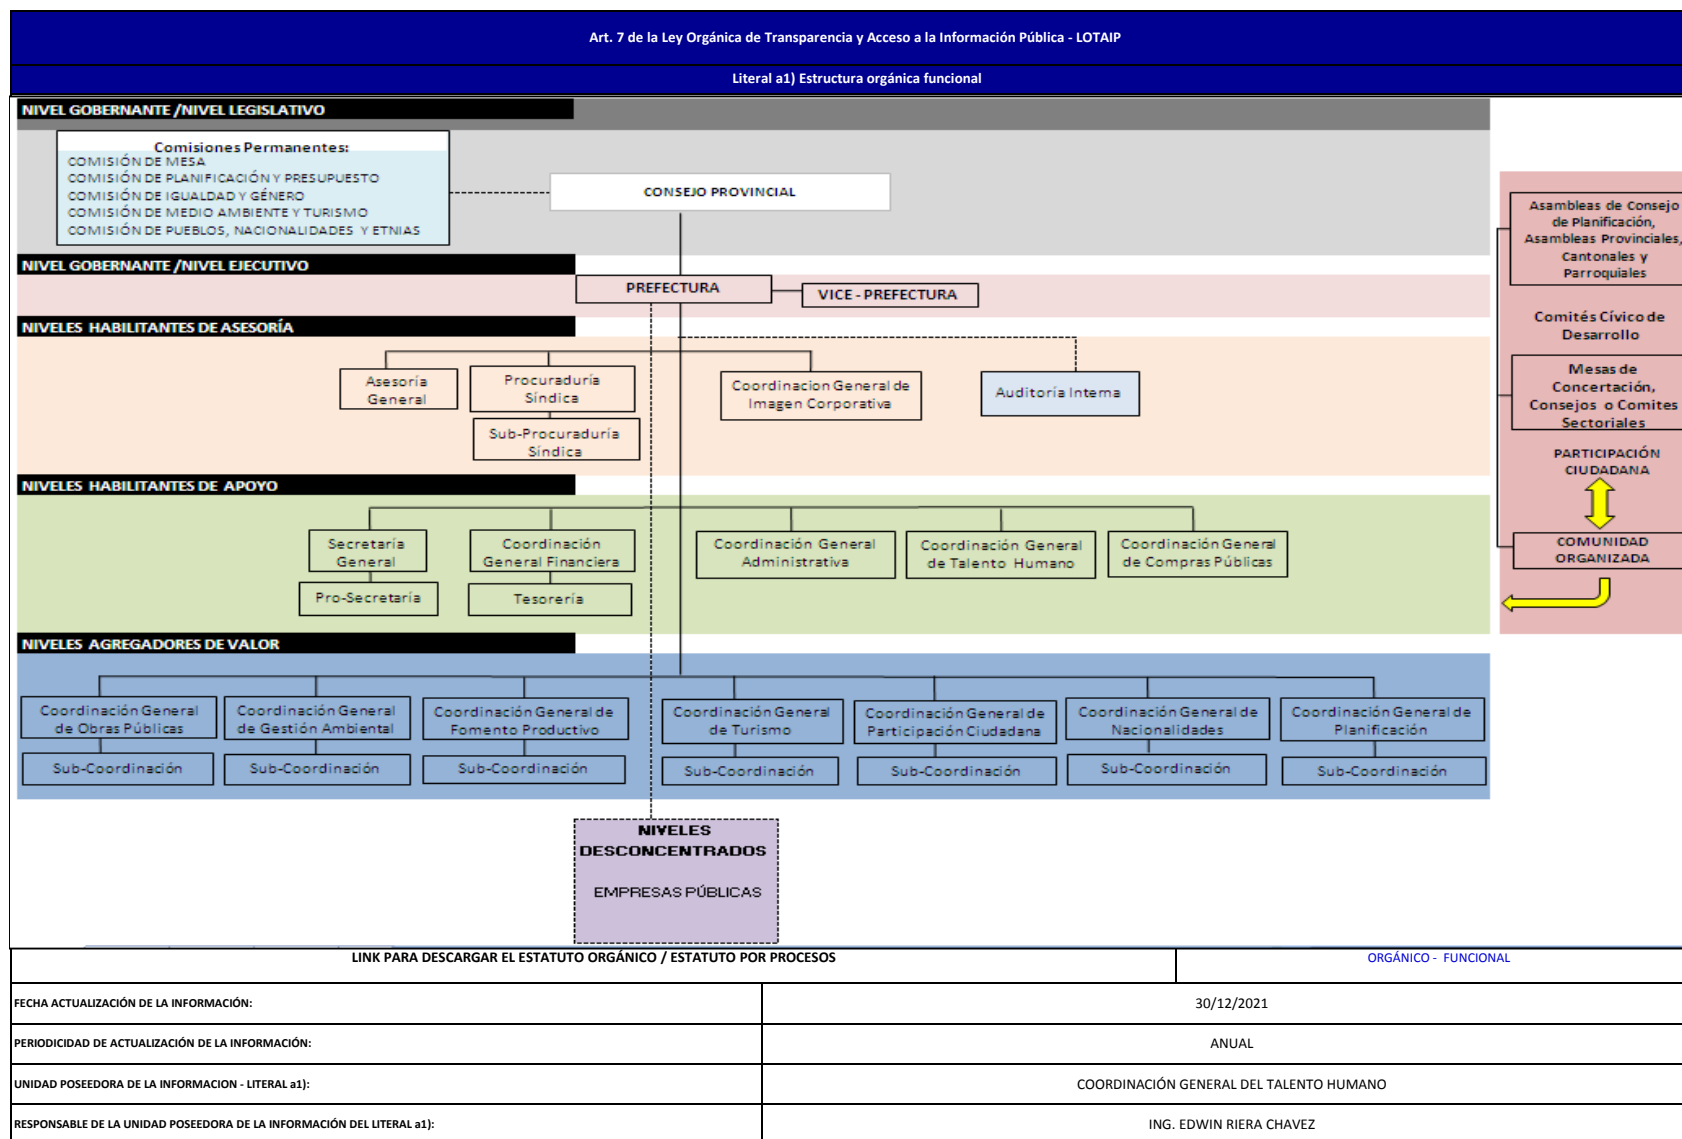 Art. 7 de la Ley Orgánica de Transparencia y Acceso a la Información Pública - LOTAIP
Literal a1) Estructura orgánica funcional
NIVEL GOBERNANTE /NIVEL LEGISLATIVO
Comisiones Permanentes:
COMISIÓN DE MESA
COMISIÓN DE PLANIFICACIÓN Y PRESUPUESTO
COMISIÓN DE IGUALDAD Y GÉNERO
COMISIÓN DE MEDIO AMBIENTE Y TURISMO
COMISIÓN DE PUEBLOS, NACIONALIDADES Y ETNIAS
CONSEJO PROVINCIAL
NIVEL GOBERNANTE /NIVEL EJECUTIVO
PREFECTURA
VICE - PREFECTURA
NIVELES HABILITANTES DE ASESORÍA
Asesoría
General
Procuraduría
Síndica
Sub-Procuraduría
Síndica
Coordinacion General de
Imagen Corporativa
Auditoría Interna
NIVELES HABILITANTES DE APOYO
Secretaría
General
Pro-Secretaría
Coordinación
General Financiera
Tesorería
Coordinación General
Administrativa
Coordinación General
de Talento Humano
Coordinación General
de Compras Públicas
NIVELES AGREGADORES DE VALOR
Coordinación General
de Obras Públicas
Sub-Coordinación
Coordinación General
de Gestión Ambiental
Sub-Coordinación
Coordinación General de
Fomento Productivo
Sub-Coordinación
Coordinación General
de Turismo
Sub-Coordinación
Coordinación General de
Participación Ciudadana
Sub-Coordinación
Coordinación General de
Nacionalidades
Sub-Coordinación
Coordinación General de
Planificación
Sub-Coordinación
NIVELES
DESCONCENTRADOS
EMPRESAS PÚBLICAS
Asambleas de Consejo
de Planificación,
Asambleas Provinciales,
Cantonales y
Parroquiales
Comités Cívico de
Desarrollo
Mesas de
Concertación,
Consejos o Comites
Sectoriales
PARTICIPACIÓN
CIUDADANA
COMUNIDAD
ORGANIZADA
LINK PARA DESCARGAR EL ESTATUTO ORGÁNICO / ESTATUTO POR PROCESOS
ORGÁNICO - FUNCIONAL
FECHA ACTUALIZACIÓN DE LA INFORMACIÓN:
30/12/2021
PERIODICIDAD DE ACTUALIZACIÓN DE LA INFORMACIÓN:
ANUAL
UNIDAD POSEEDORA DE LA INFORMACION - LITERAL a1):
COORDINACIÓN GENERAL DEL TALENTO HUMANO
RESPONSABLE DE LA UNIDAD POSEEDORA DE LA INFORMACIÓN DEL LITERAL a1):
ING. EDWIN RIERA CHAVEZ